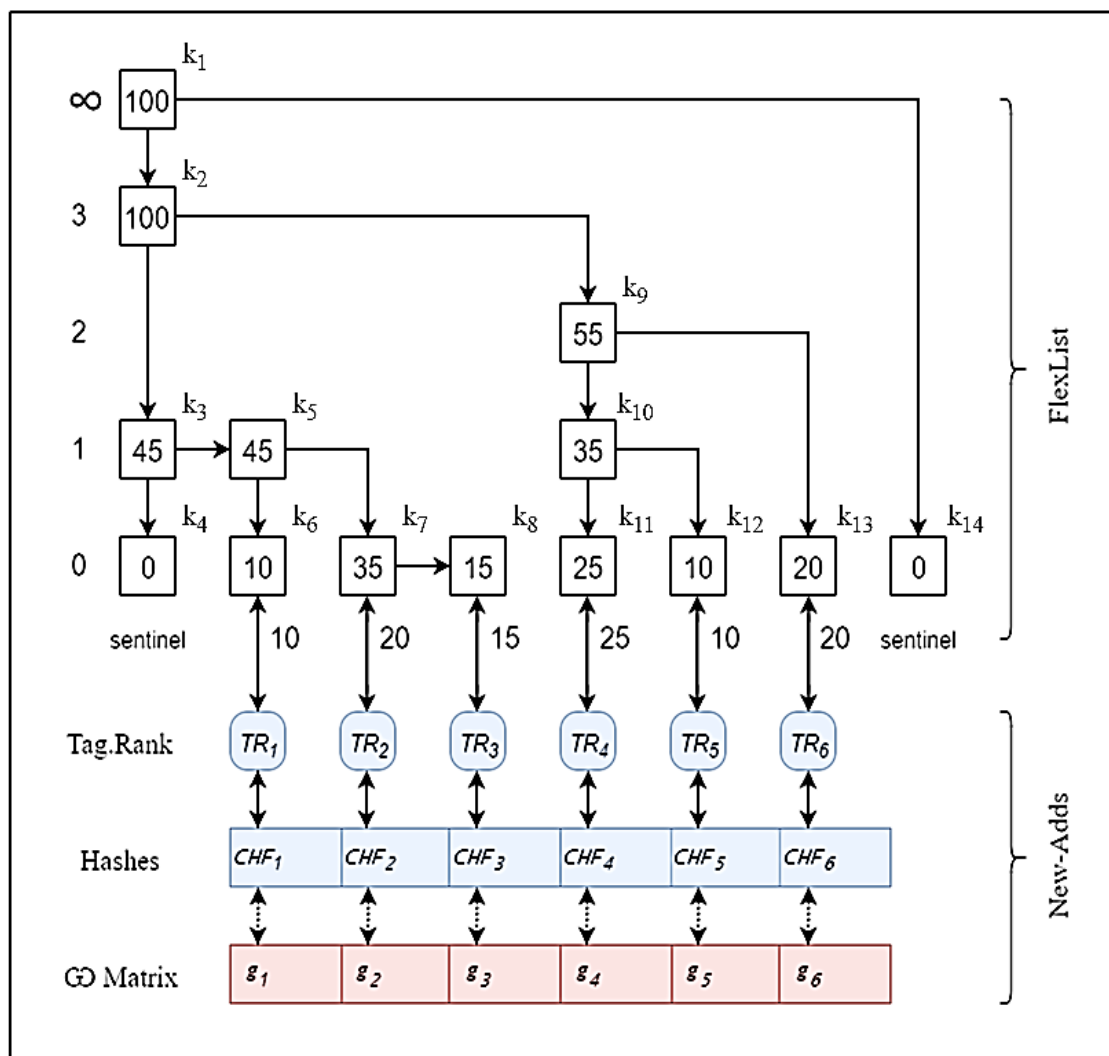 k1
∞ 100
k2
3 100
k9
2 55
k3 k5 k10
1 45 45 35
k4 k6 k7 k8 k11 k12 k13 k14
0 0 10 35 15 25 10 20 0
sentinel 10 20 15 25 10 20 sentinel
FlexList
Tag.Rank TR1 TR2 TR3 TR4 TR5 TR6
Hashes CHF1 CHF2 CHF3 CHF4 CHF5 CHF6
Matrix g1 g2 g3 g4 g5 g6
New-Adds